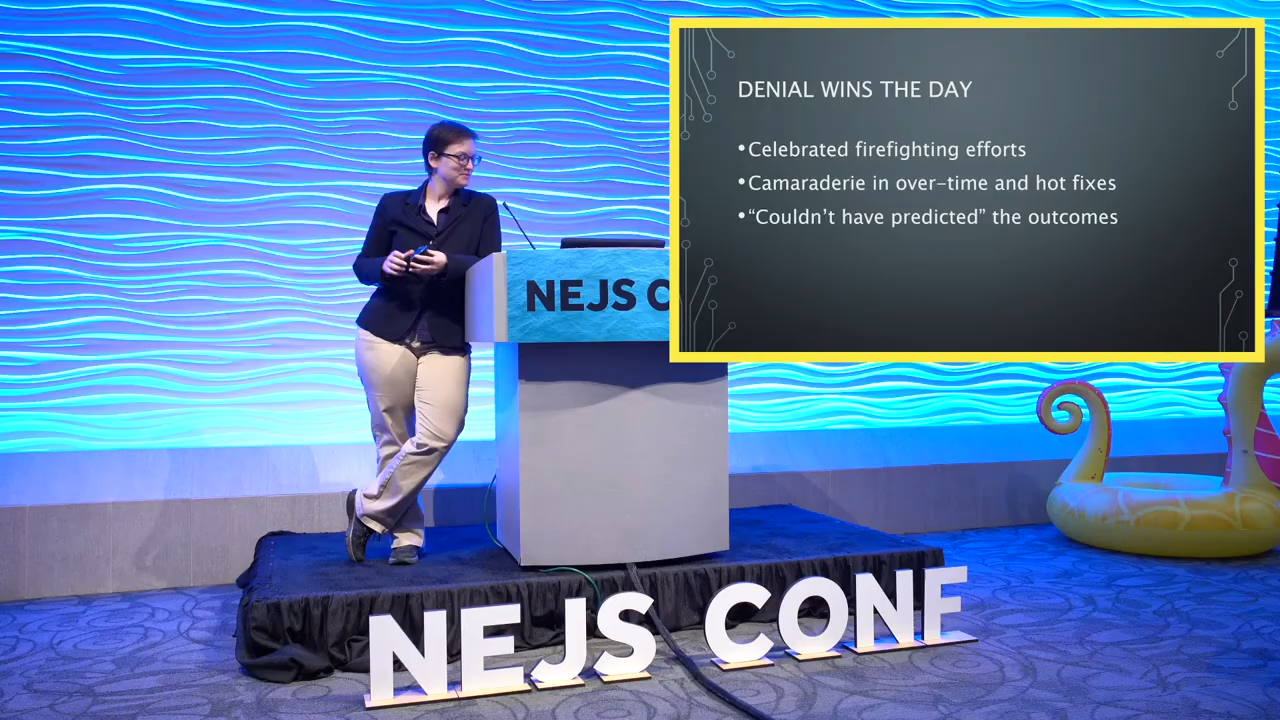 DENIAL WINS THE DAY
•Celebrated firefighting efforts
•Camaraderie in over-time and hot fixes
•“Couldn’t have predicted” the outcomes
NEJS C
NEJS CONF